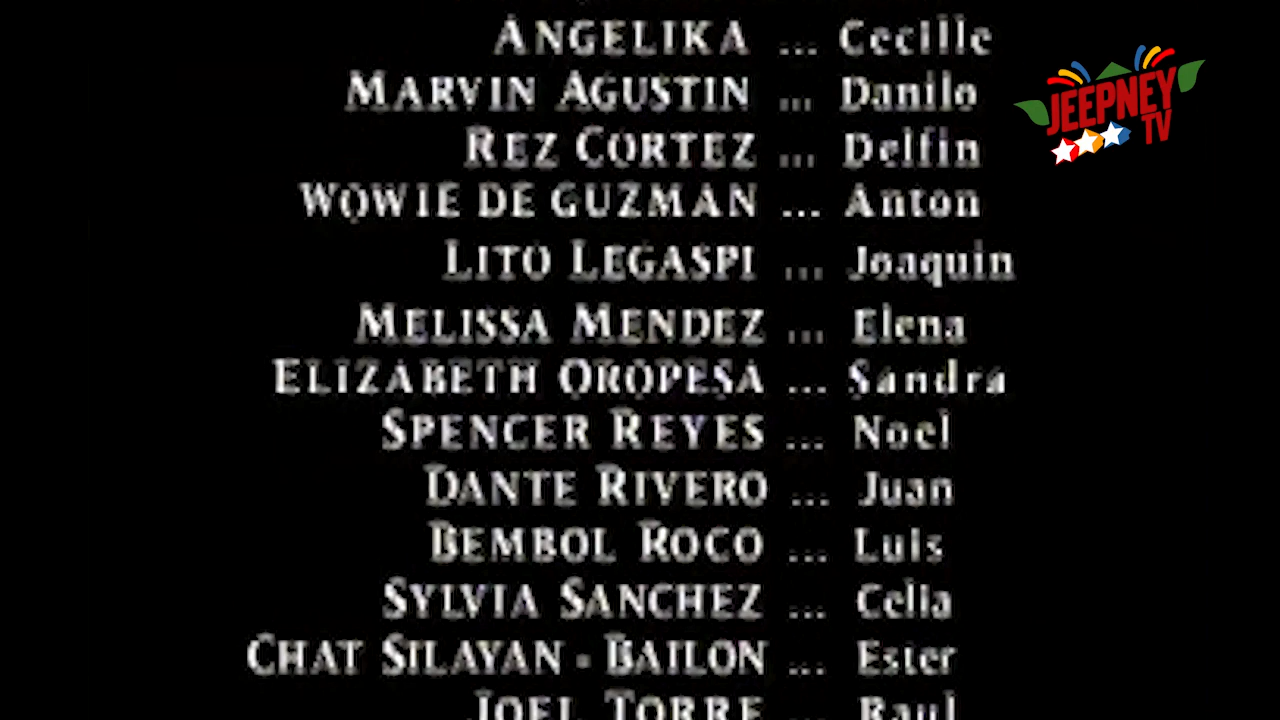 ANGELIKA ... Cecille
MARVIN AGUSTIN ... Danilo
REZ CORTEZ ... Delfin
WOWIE DE GUZMAN ... Anton
LITO LEGASPI ... Joaquin
MELISSA MENDEZ ... Elena
ELIZABETH OROPESA ... Sandra
SPENCER REYES ... Noel
DANTE RIVERO ... Juan
BEMBOL ROCO ... Luis
SYLVIA SANCHEZ ... Celia
CHAT SILAYAN - BAILON ... Ester
JOEL TORRE ... Raul
JEEPNEY
TV